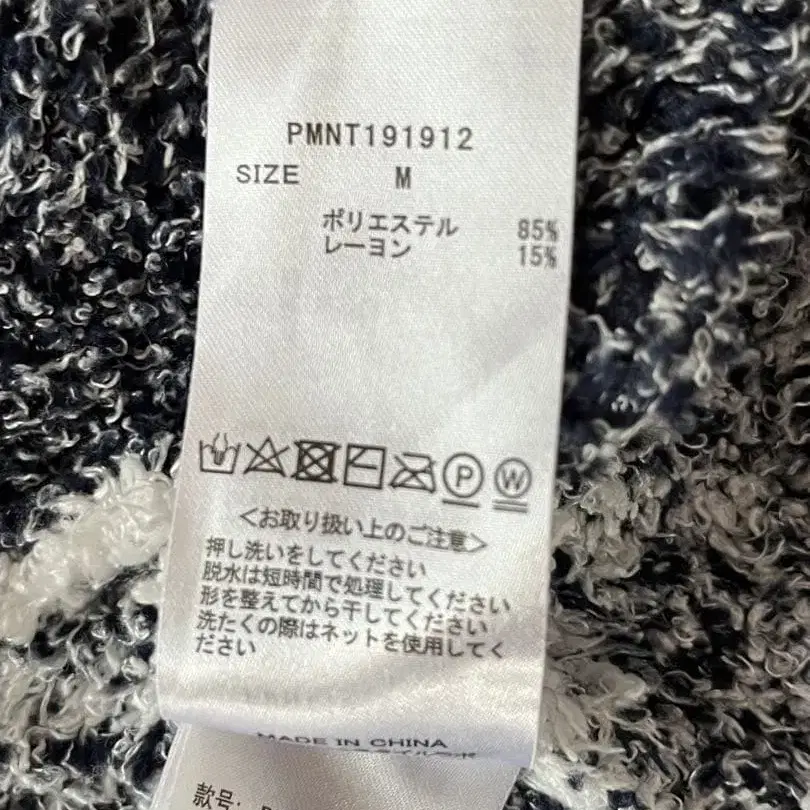 PMNT191912
SIZE M
ポリエステル 85%
レーヨン 15%
P W
<お取り扱い上のご注意>
押し洗いをしてください
脱水は短時間で処理してください
形を整えてから干してください
洗たくの際はネットを使用してく
ださい
MADE IN CHINA
款号: